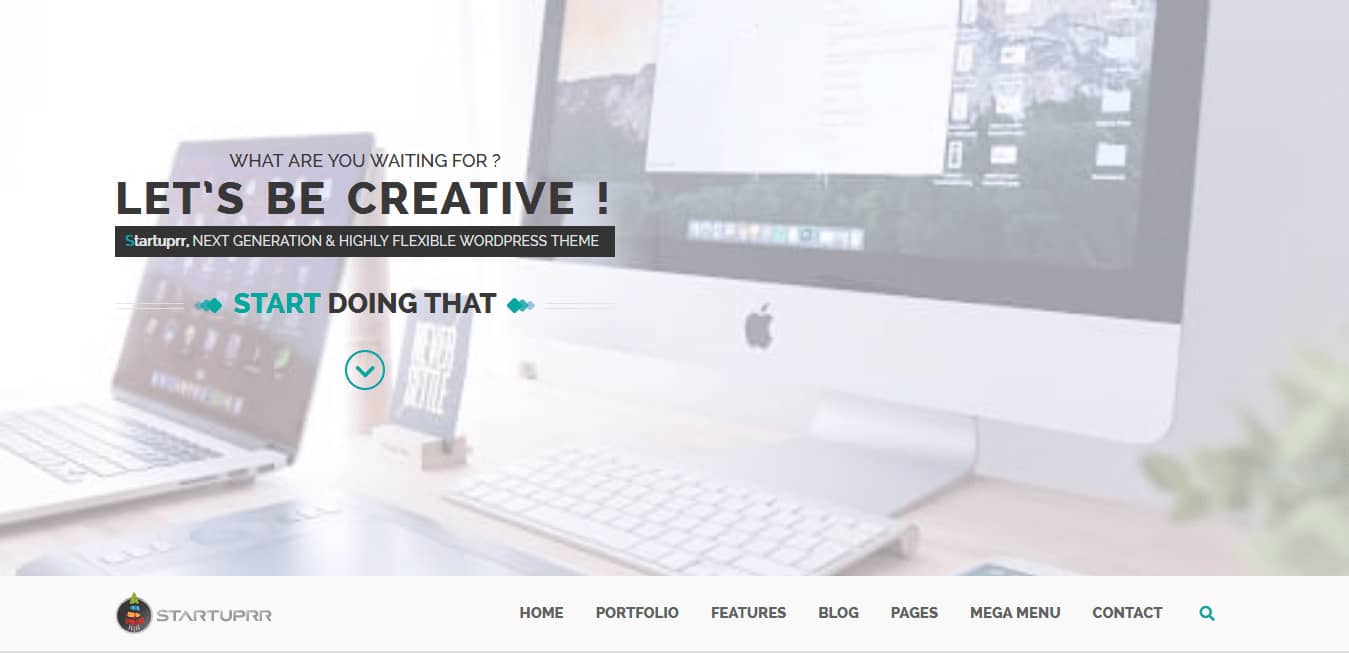 WHAT ARE YOU WAITING FOR ?
LET'S BE CREATIVE !
Startuprr, NEXT GENERATION & HIGHLY FLEXIBLE WORDPRESS THEME
START DOING THAT
NEVER
SETTLE
STARTUPRR
HOME PORTFOLIO FEATURES BLOG PAGES MEGA MENU CONTACT